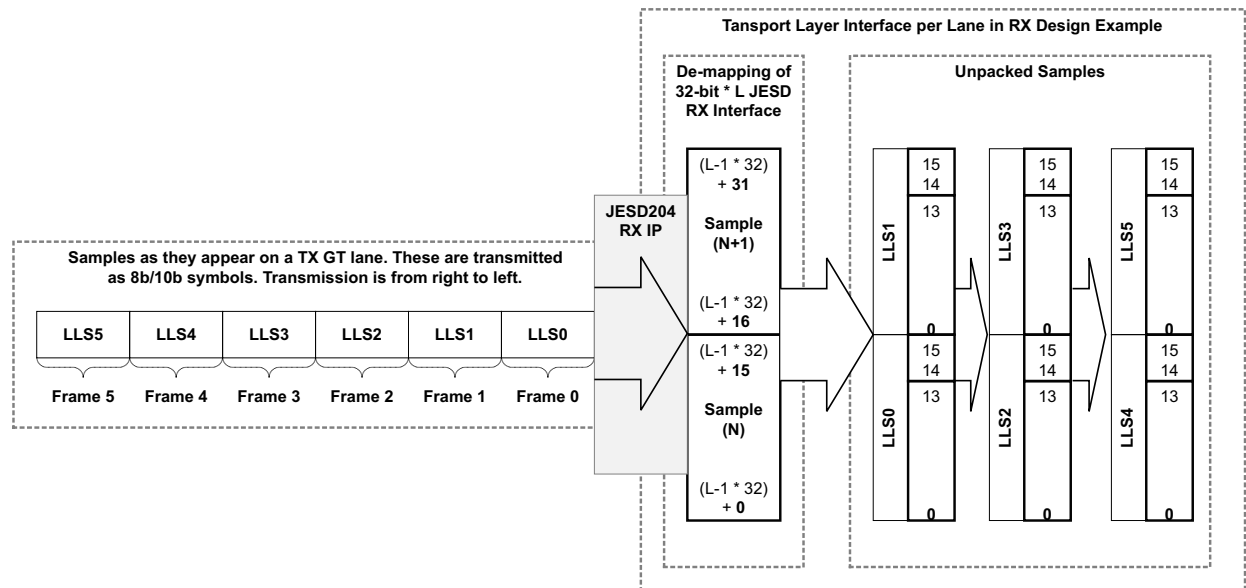 Tansport Layer Interface per Lane in RX Design Example
De-mapping of
32-bit * L JESD
RX Interface
Unpacked Samples
Samples as they appear on a TX GT lane. These are transmitted
as 8b/10b symbols. Transmission is from right to left.
LLS5 LLS4 LLS3 LLS2 LLS1 LLS0
Frame 5 Frame 4 Frame 3 Frame 2 Frame 1 Frame 0
JESD204
RX IP
(L-1 * 32)
+ 31
Sample
(N+1)
(L-1 * 32)
+ 16
(L-1 * 32)
+ 15
Sample
(N)
(L-1 * 32)
+ 0
LLS1
15
14
13
0
LLS0
15
14
13
0
LLS3
15
14
13
0
LLS2
15
14
13
0
LLS5
15
14
13
0
LLS4
15
14
13
0